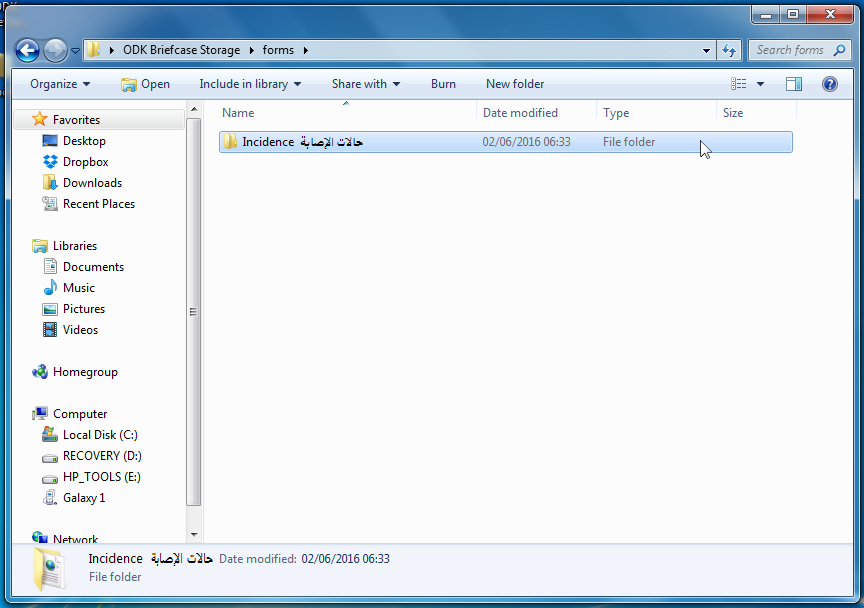 ODK Briefcase Storage forms
Search forms
Organize Open Include in library Share with Burn New folder
Name Date modified Type Size
Incidence حالات الإصابة 02/06/2016 06:33 File folder
Favorites
Desktop
Dropbox
Downloads
Recent Places
Libraries
Documents
Music
Pictures
Videos
Homegroup
Computer
Local Disk (C:)
RECOVERY (D:)
HP_TOOLS (E:)
Galaxy1
Network
Incidence حالات الإصابة Date modified: 02/06/2016 06:33
File folder